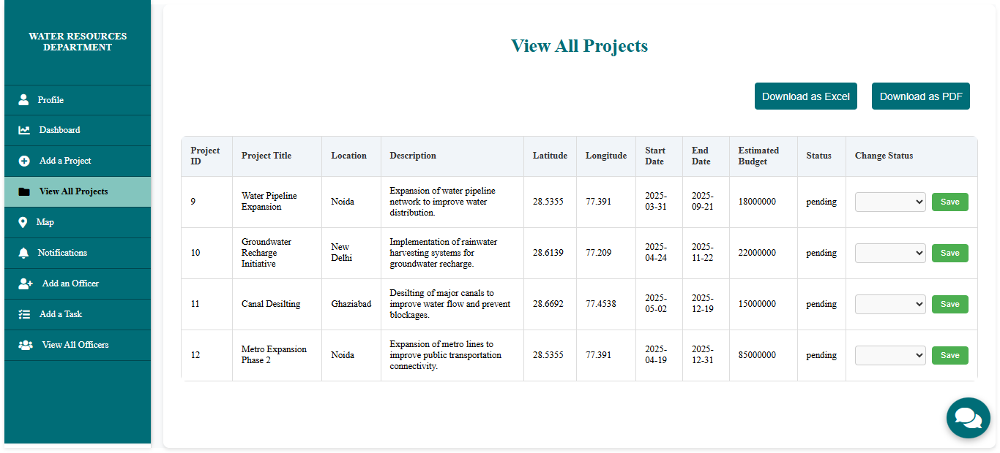 WATER RESOURCES
DEPARTMENT
Profile
Dashboard
Add a Project
View All Projects
Map
Notifications
Add an Officer
Add a Task
View All Officers
View All Projects
Download as Excel Download as PDF
Project ID Project Title Location Description Latitude Longitude Start Date End Date Estimated Budget Status Change Status
9 Water Pipeline Expansion Noida Expansion of water pipeline network to improve water distribution. 28.5355 77.391 2025-03-31 2025-09-21 18000000 pending Save
10 Groundwater Recharge Initiative New Delhi Implementation of rainwater harvesting systems for groundwater recharge. 28.6139 77.209 2025-04-24 2025-11-22 22000000 pending Save
11 Canal Desilting Ghaziabad Desilting of major canals to improve water flow and prevent blockages. 28.6692 77.4538 2025-05-02 2025-12-19 15000000 pending Save
12 Metro Expansion Phase 2 Noida Expansion of metro lines to improve public transportation connectivity. 28.5355 77.391 2025-04-19 2025-12-31 85000000 pending Save